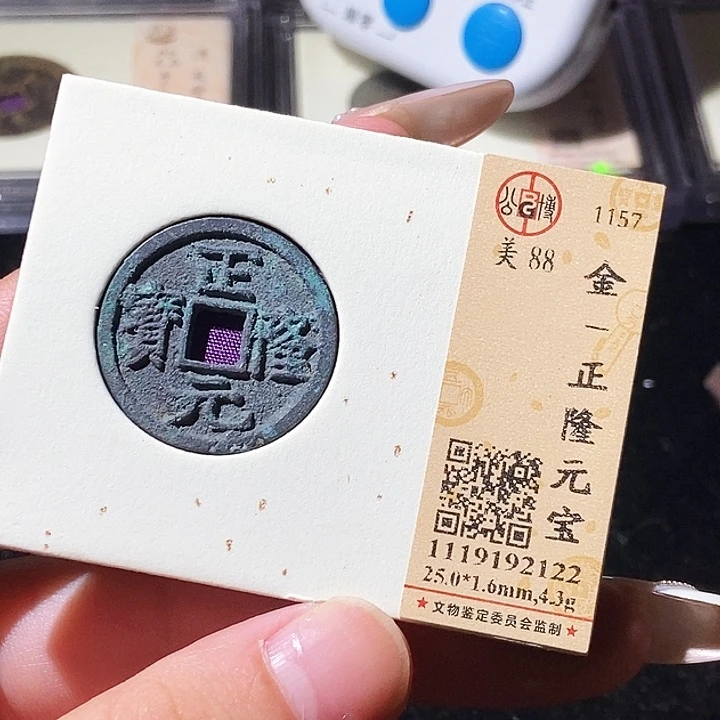 正
隆
元
寳
公博
1157
美 88
金
一
正
隆
元
宝
1119192122
25.0*1.6mm,4.3g
★文物鉴定委员会监制★